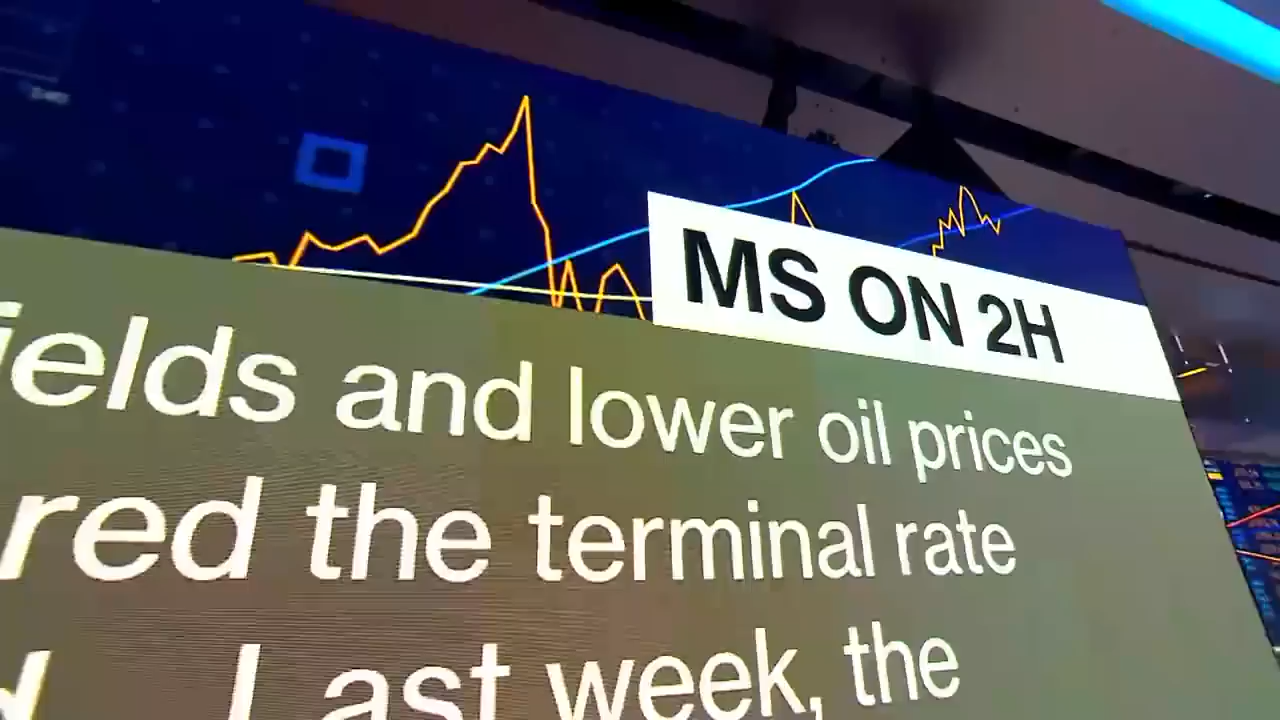 MS ON 2H
ields and lower oil prices
red the terminal rate
d... Last week, the